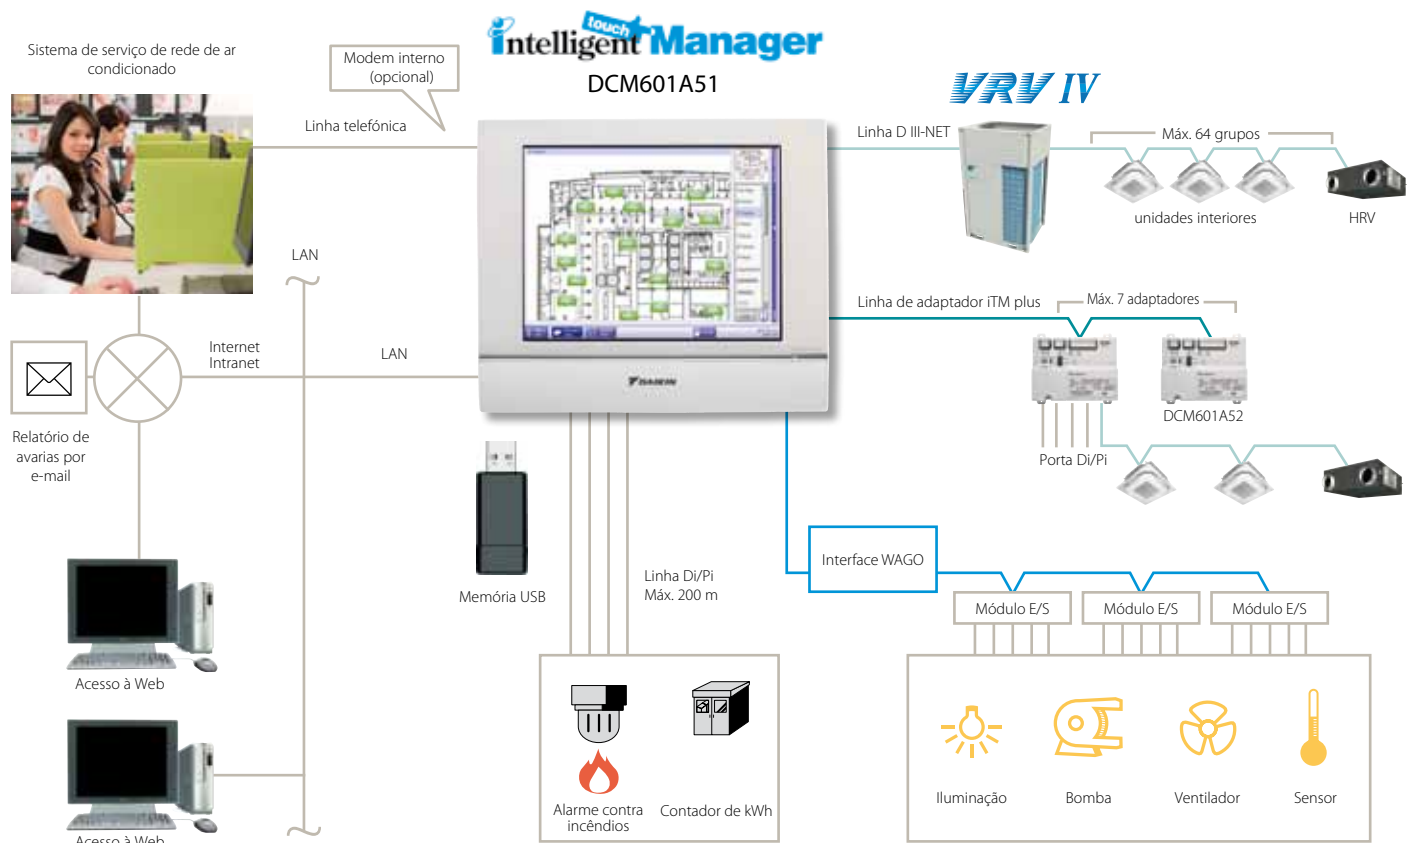 Sistema de serviço de rede de ar
condicionado
Modem interno
(opcional)
touch
intelligent Manager
DCM601A51
VRV IV
Linha telefónica
Linha D III-NET
Máx. 64 grupos
unidades interiores
HRV
LAN
Linha de adaptador iTM plus
Máx. 7 adaptadores
Internet
Intranet
LAN
DAIKIN
DCM601A52
Porta Di/Pi
Relatório de
avarias por
e-mail
Memória USB
Linha Di/Pi
Máx. 200 m
Interface WAGO
Módulo E/S
Módulo E/S
Módulo E/S
Acesso à Web
Acesso à Web
Alarme contra
incêndios
Contador de kWh
Iluminação
Bomba
Ventilador
Sensor